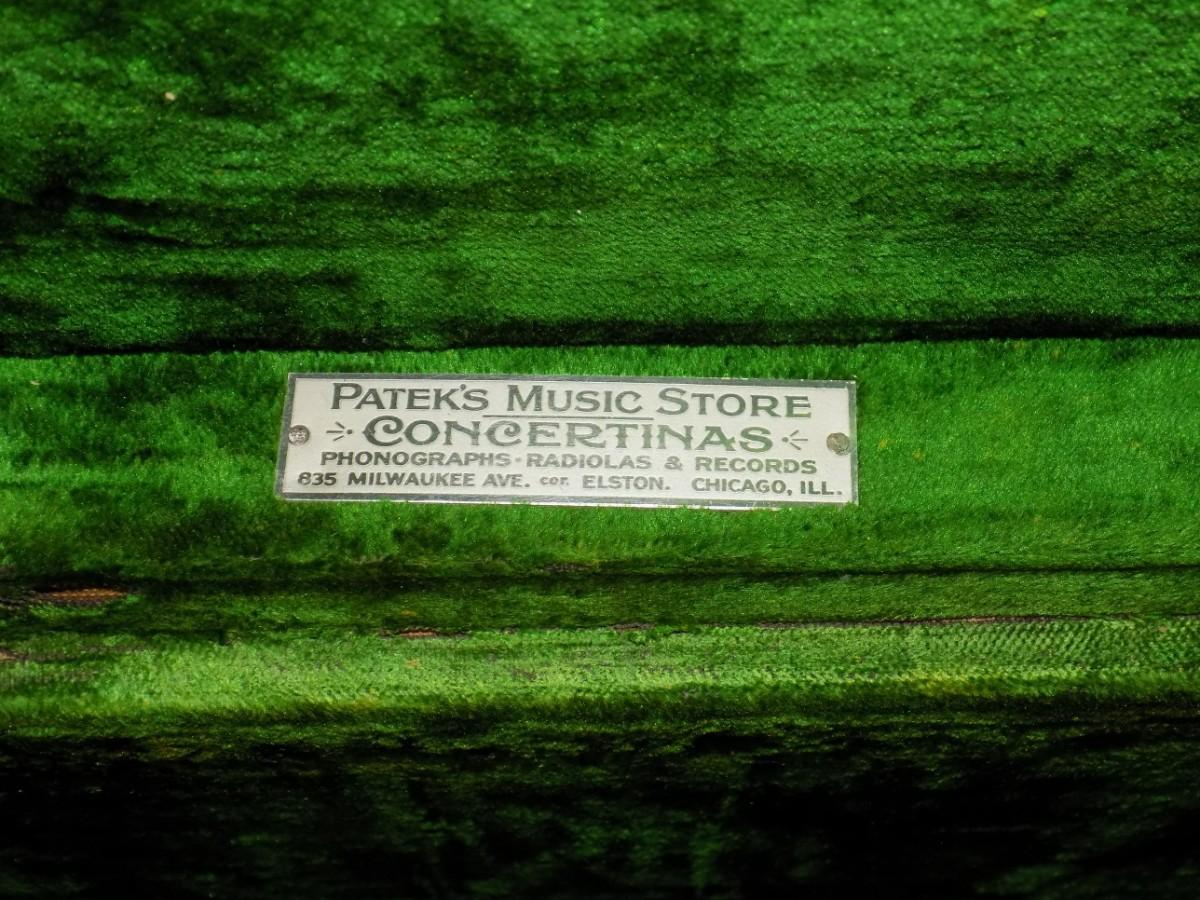 PATEK'S MUSIC STORE
CONCERTINAS
PHONOGRAPHS · RADIOLAS & RECORDS
835 MILWAUKEE AVE. cor. ELSTON. CHICAGO, ILL.